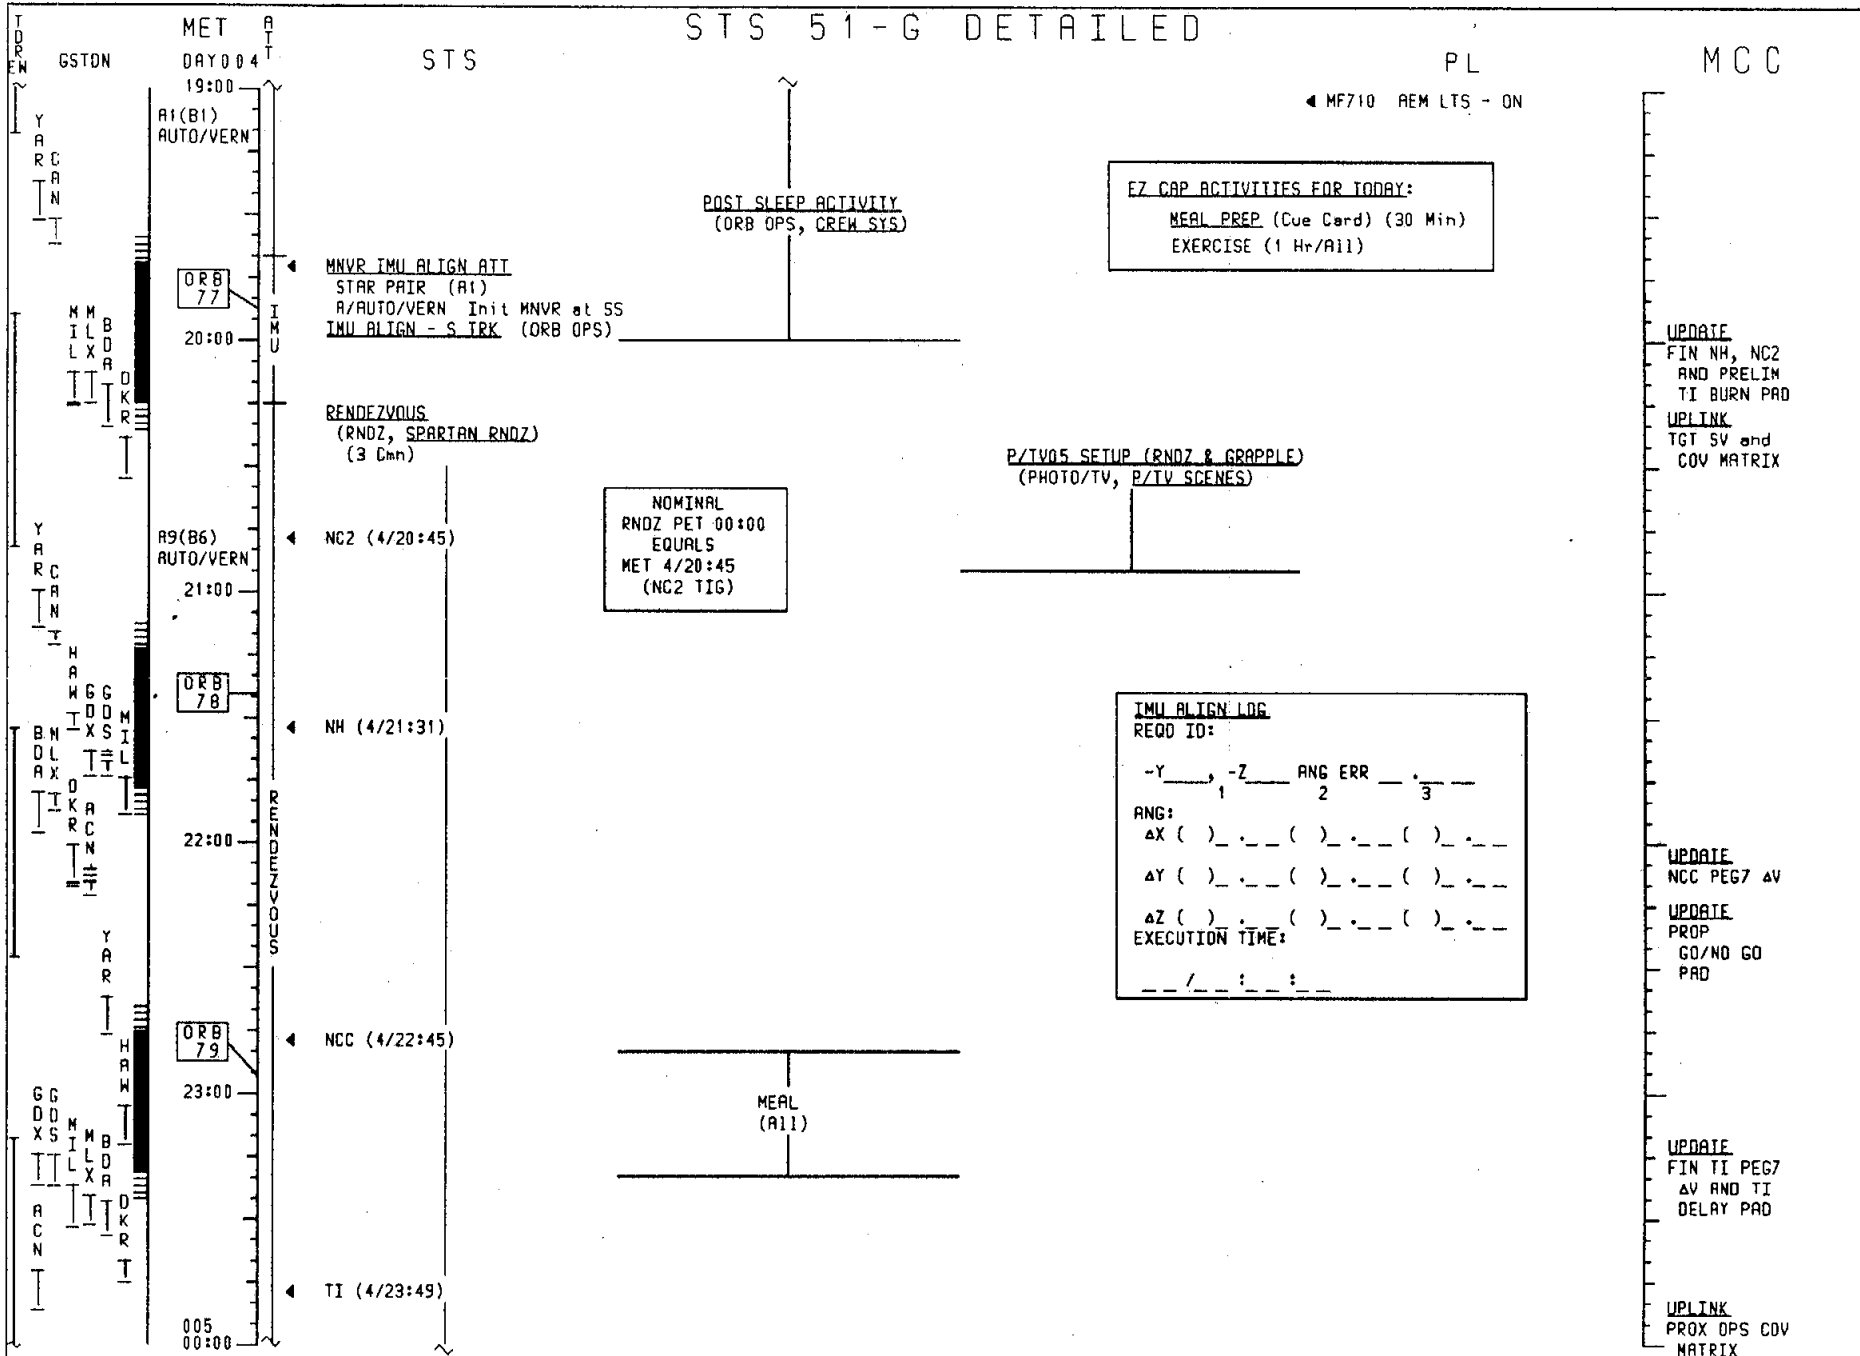 STS 51-G DETAILED
TDRE EW
GSTDN
MET
DAY004
ATT
STS
PL
MCC
19:00
A1(B1)
AUTO/VERN
◄ MF710 AEM LTS - ON
YAR
CAN
POST SLEEP ACTIVITY
(ORB OPS, CREW SYS)
EZ CAP ACTIVITIES FOR TODAY:
MEAL PREP (Cue Card) (30 Min)
EXERCISE (1 Hr/All)
ORB
77
MNVR IMU ALIGN ATT
STAR PAIR (A1)
A/AUTO/VERN Init MNVR at SS
IMU ALIGN - S TRK (ORB OPS)
IMU
MIL
MLX
BDA
DKR
20:00
UPDATE
FIN NH, NC2
AND PRELIM
TI BURN PAD
UPLINK
TGT SV and
COV MATRIX
RENDEZVOUS
(RNDZ, SPARTAN RNDZ)
(3 Cmn)
P/TV05 SETUP (RNDZ & GRAPPLE)
(PHOTO/TV, P/TV SCENES)
NOMINAL
RNDZ PET 00:00
EQUALS
MET 4/20:45
(NC2 TIG)
YAR
CAN
A9(B6)
AUTO/VERN
NC2 (4/20:45)
21:00
HAW
GDX
GDS
MIL
ORB
78
NH (4/21:31)
BDA
MLX
DKR
ACN
RENDEZVOUS
22:00
IMU ALIGN LOG
REQD ID:
-Y____, -Z____ ANG ERR __ .__ __
1 2 3
ANG:
ΔX ( )_ ._ _ ( )_ ._ _ ( )_ ._ _
ΔY ( )_ ._ _ ( )_ ._ _ ( )_ ._ _
ΔZ ( )_ ._ _ ( )_ ._ _ ( )_ ._ _
EXECUTION TIME:
_ _ /_ _ :_ _ :_ _
UPDATE
NCC PEG7 ΔV
UPDATE
PROP
GO/NO GO
PAD
YAR
HAW
ORB
79
NCC (4/22:45)
23:00
MEAL
(All)
GDX
GDS
MIL
MLX
BDA
DKR
ACN
UPDATE
FIN TI PEG7
ΔV AND TI
DELAY PAD
TI (4/23:49)
005
00:00
UPLINK
PROX OPS COV
MATRIX